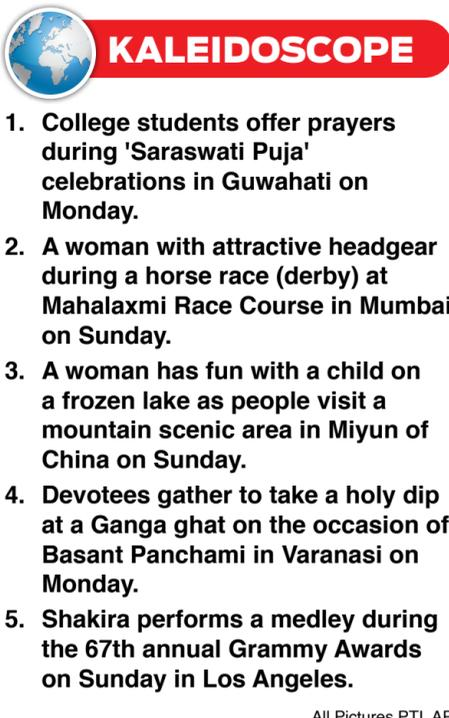 KALEIDOSCOPE
1. College students offer prayers
during 'Saraswati Puja'
celebrations in Guwahati on
Monday.
2. A woman with attractive headgear
during a horse race (derby) at
Mahalaxmi Race Course in Mumbai
on Sunday.
3. A woman has fun with a child on
a frozen lake as people visit a
mountain scenic area in Miyun of
China on Sunday.
4. Devotees gather to take a holy dip
at a Ganga ghat on the occasion of
Basant Panchami in Varanasi on
Monday.
5. Shakira performs a medley during
the 67th annual Grammy Awards
on Sunday in Los Angeles.
All Pictures PTI, AP